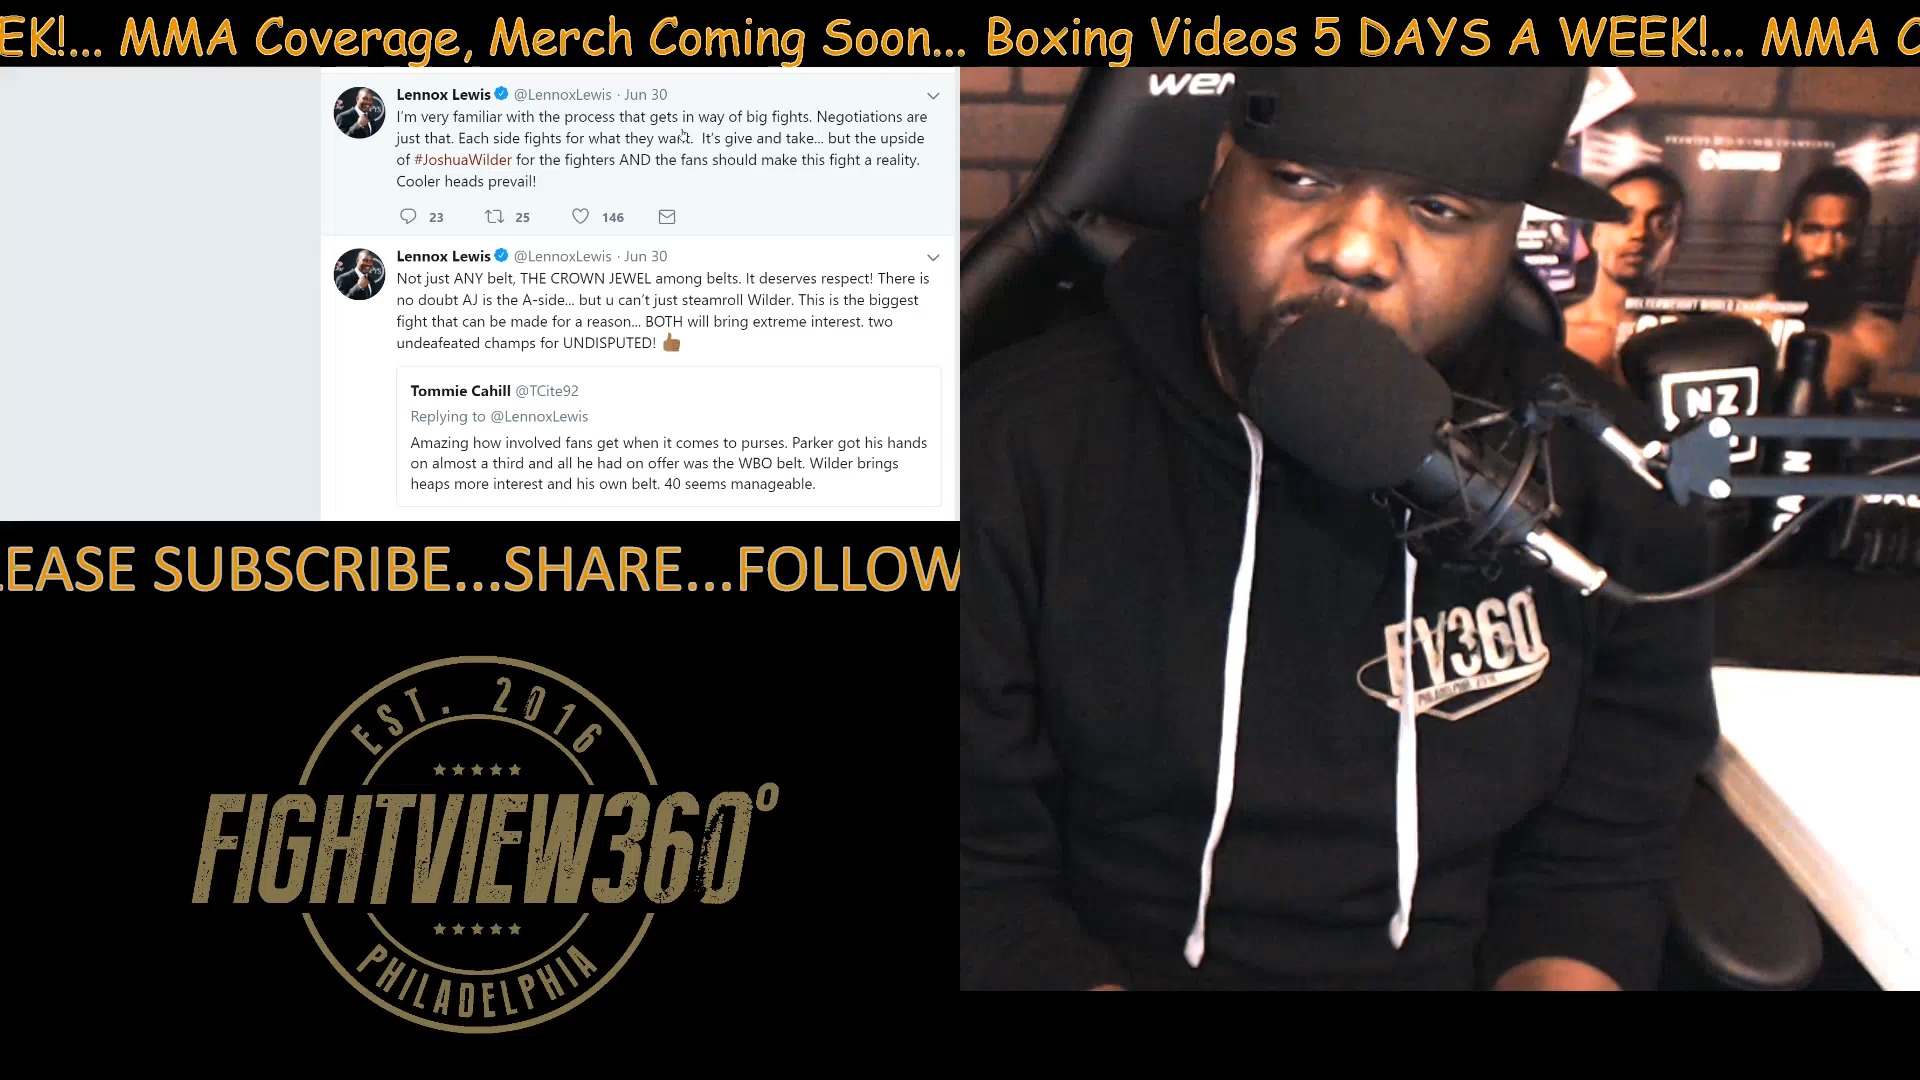 EK!... MMA Coverage, Merch Coming Soon... Boxing Videos 5 DAYS A WEEK!... MMA C
Lennox Lewis @LennoxLewis · Jun 30
I'm very familiar with the process that gets in way of big fights. Negotiations are
just that. Each side fights for what they want. It's give and take... but the upside
of #JoshuaWilder for the fighters AND the fans should make this fight a reality.
Cooler heads prevail!
23 25 146
Lennox Lewis @LennoxLewis · Jun 30
Not just ANY belt, THE CROWN JEWEL among belts. It deserves respect! There is
no doubt AJ is the A-side... but u can't just steamroll Wilder. This is the biggest
fight that can be made for a reason... BOTH will bring extreme interest. two
undeafeated champs for UNDISPUTED! 👍🏾
Tommie Cahill @TCite92
Replying to @LennoxLewis
Amazing how involved fans get when it comes to purses. Parker got his hands
on almost a third and all he had on offer was the WBO belt. Wilder brings
heaps more interest and his own belt. 40 seems manageable.
LEASE SUBSCRIBE...SHARE...FOLLOW
EST. 2016
FIGHTVIEW360°
PHILADELPHIA
wer
NZ
FV360°